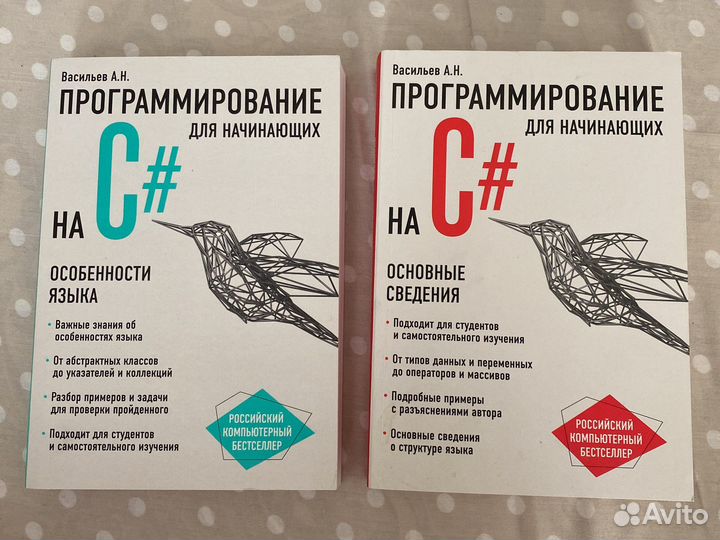 Васильев А.Н.
ПРОГРАММИРОВАНИЕ
ДЛЯ НАЧИНАЮЩИХ
НА C#
ОСОБЕННОСТИ
ЯЗЫКА
• Важные знания об
особенностях языка
• От абстрактных классов
до указателей и коллекций
• Разбор примеров и задачи
для проверки пройденного
• Подходит для студентов
и самостоятельного изучения
РОССИЙСКИЙ
КОМПЬЮТЕРНЫЙ
БЕСТСЕЛЛЕР
Васильев А.Н.
ПРОГРАММИРОВАНИЕ
ДЛЯ НАЧИНАЮЩИХ
НА C#
ОСНОВНЫЕ
СВЕДЕНИЯ
• Подходит для студентов
и самостоятельного изучения
• От типов данных и переменных
до операторов и массивов
• Подробные примеры
с разъяснениями автора
• Основные сведения
о структуре языка
РОССИЙСКИЙ
КОМПЬЮТЕРНЫЙ
БЕСТСЕЛЛЕР
Avito